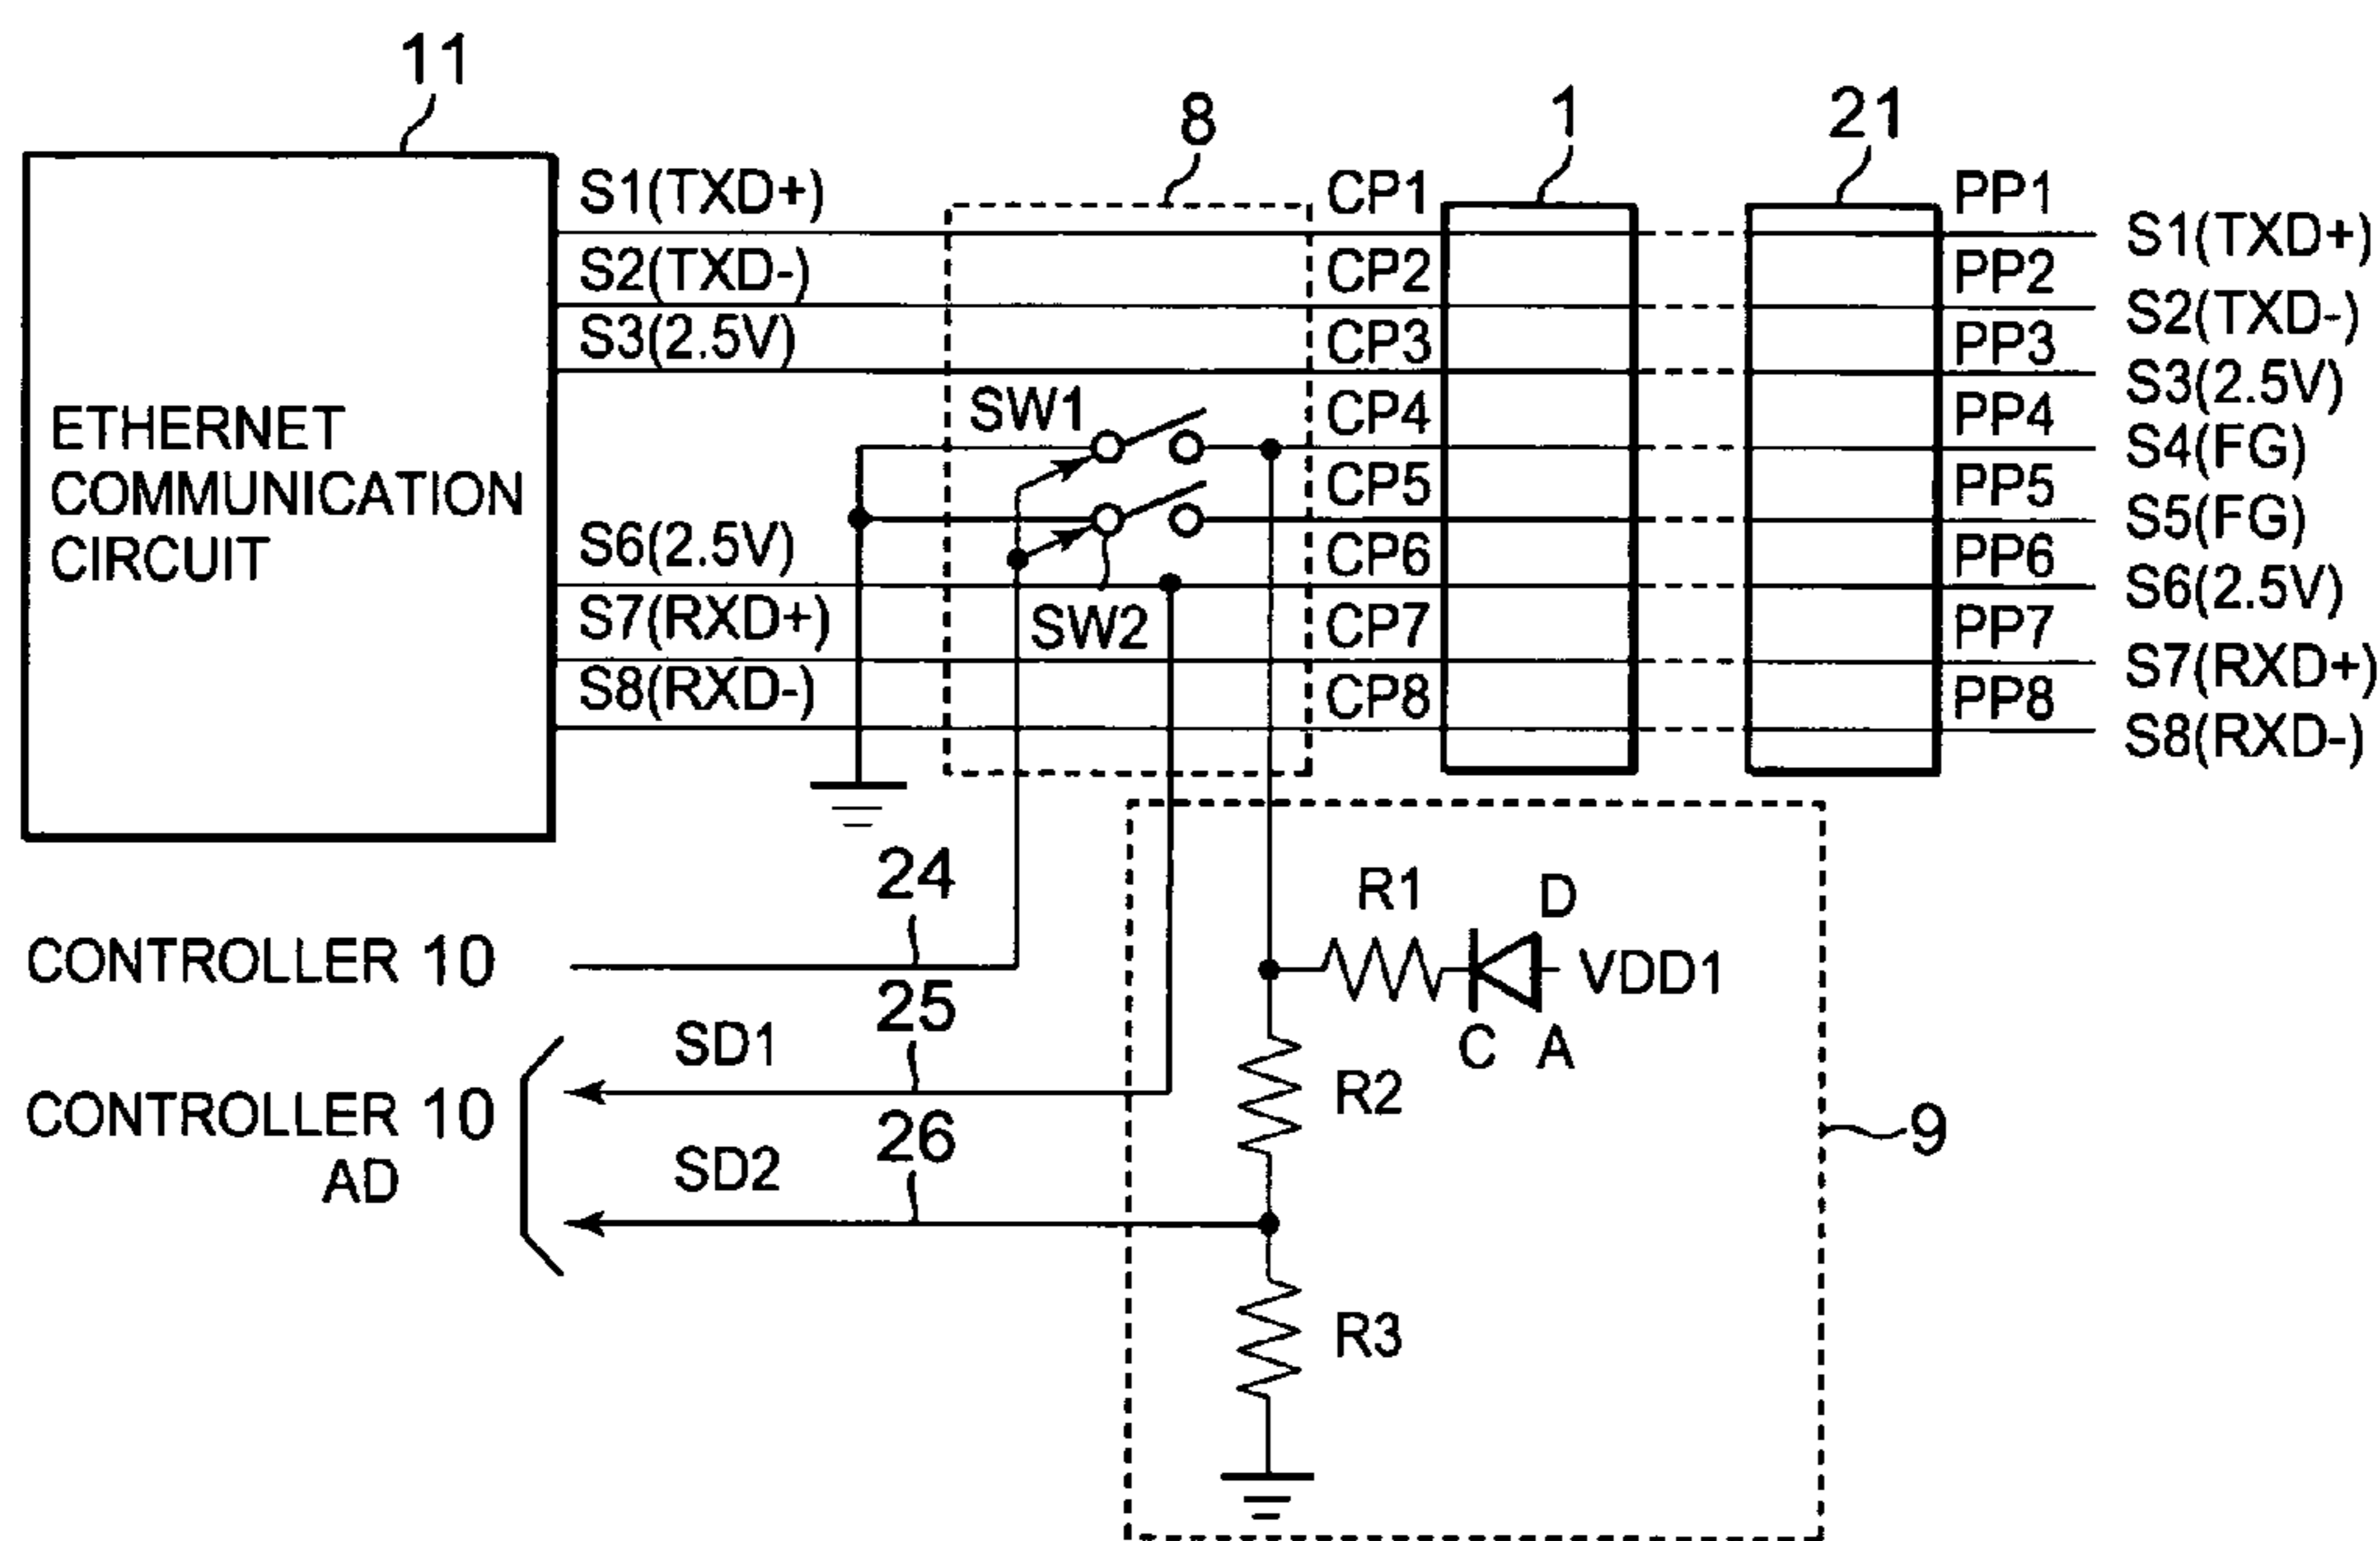 11
8
1
21
S1(TXD+)
CP1
PP1
S1(TXD+)
S2(TXD-)
CP2
PP2
S2(TXD-)
S3(2.5V)
CP3
PP3
S3(2.5V)
SW1
CP4
PP4
S4(FG)
ETHERNET
COMMUNICATION
CIRCUIT
CP5
PP5
S5(FG)
S6(2.5V)
CP6
PP6
S6(2.5V)
S7(RXD+)
SW2
CP7
PP7
S7(RXD+)
S8(RXD-)
CP8
PP8
S8(RXD-)
24
R1
D
CONTROLLER 10
VDD1
25
SD1
C
A
CONTROLLER 10
AD
R2
26
SD2
9
R3